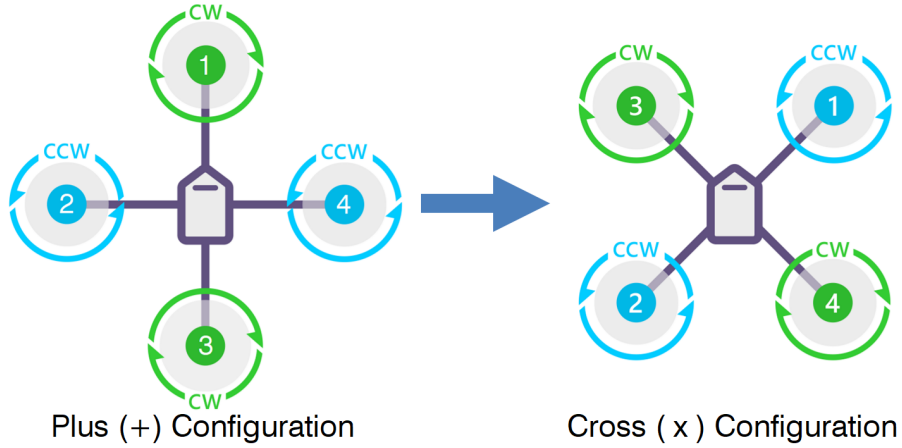 CW
1
CCW
2
CCW
4
3
CW
Plus (+) Configuration
CW
3
CCW
1
CCW
2
CW
4
Cross ( x ) Configuration